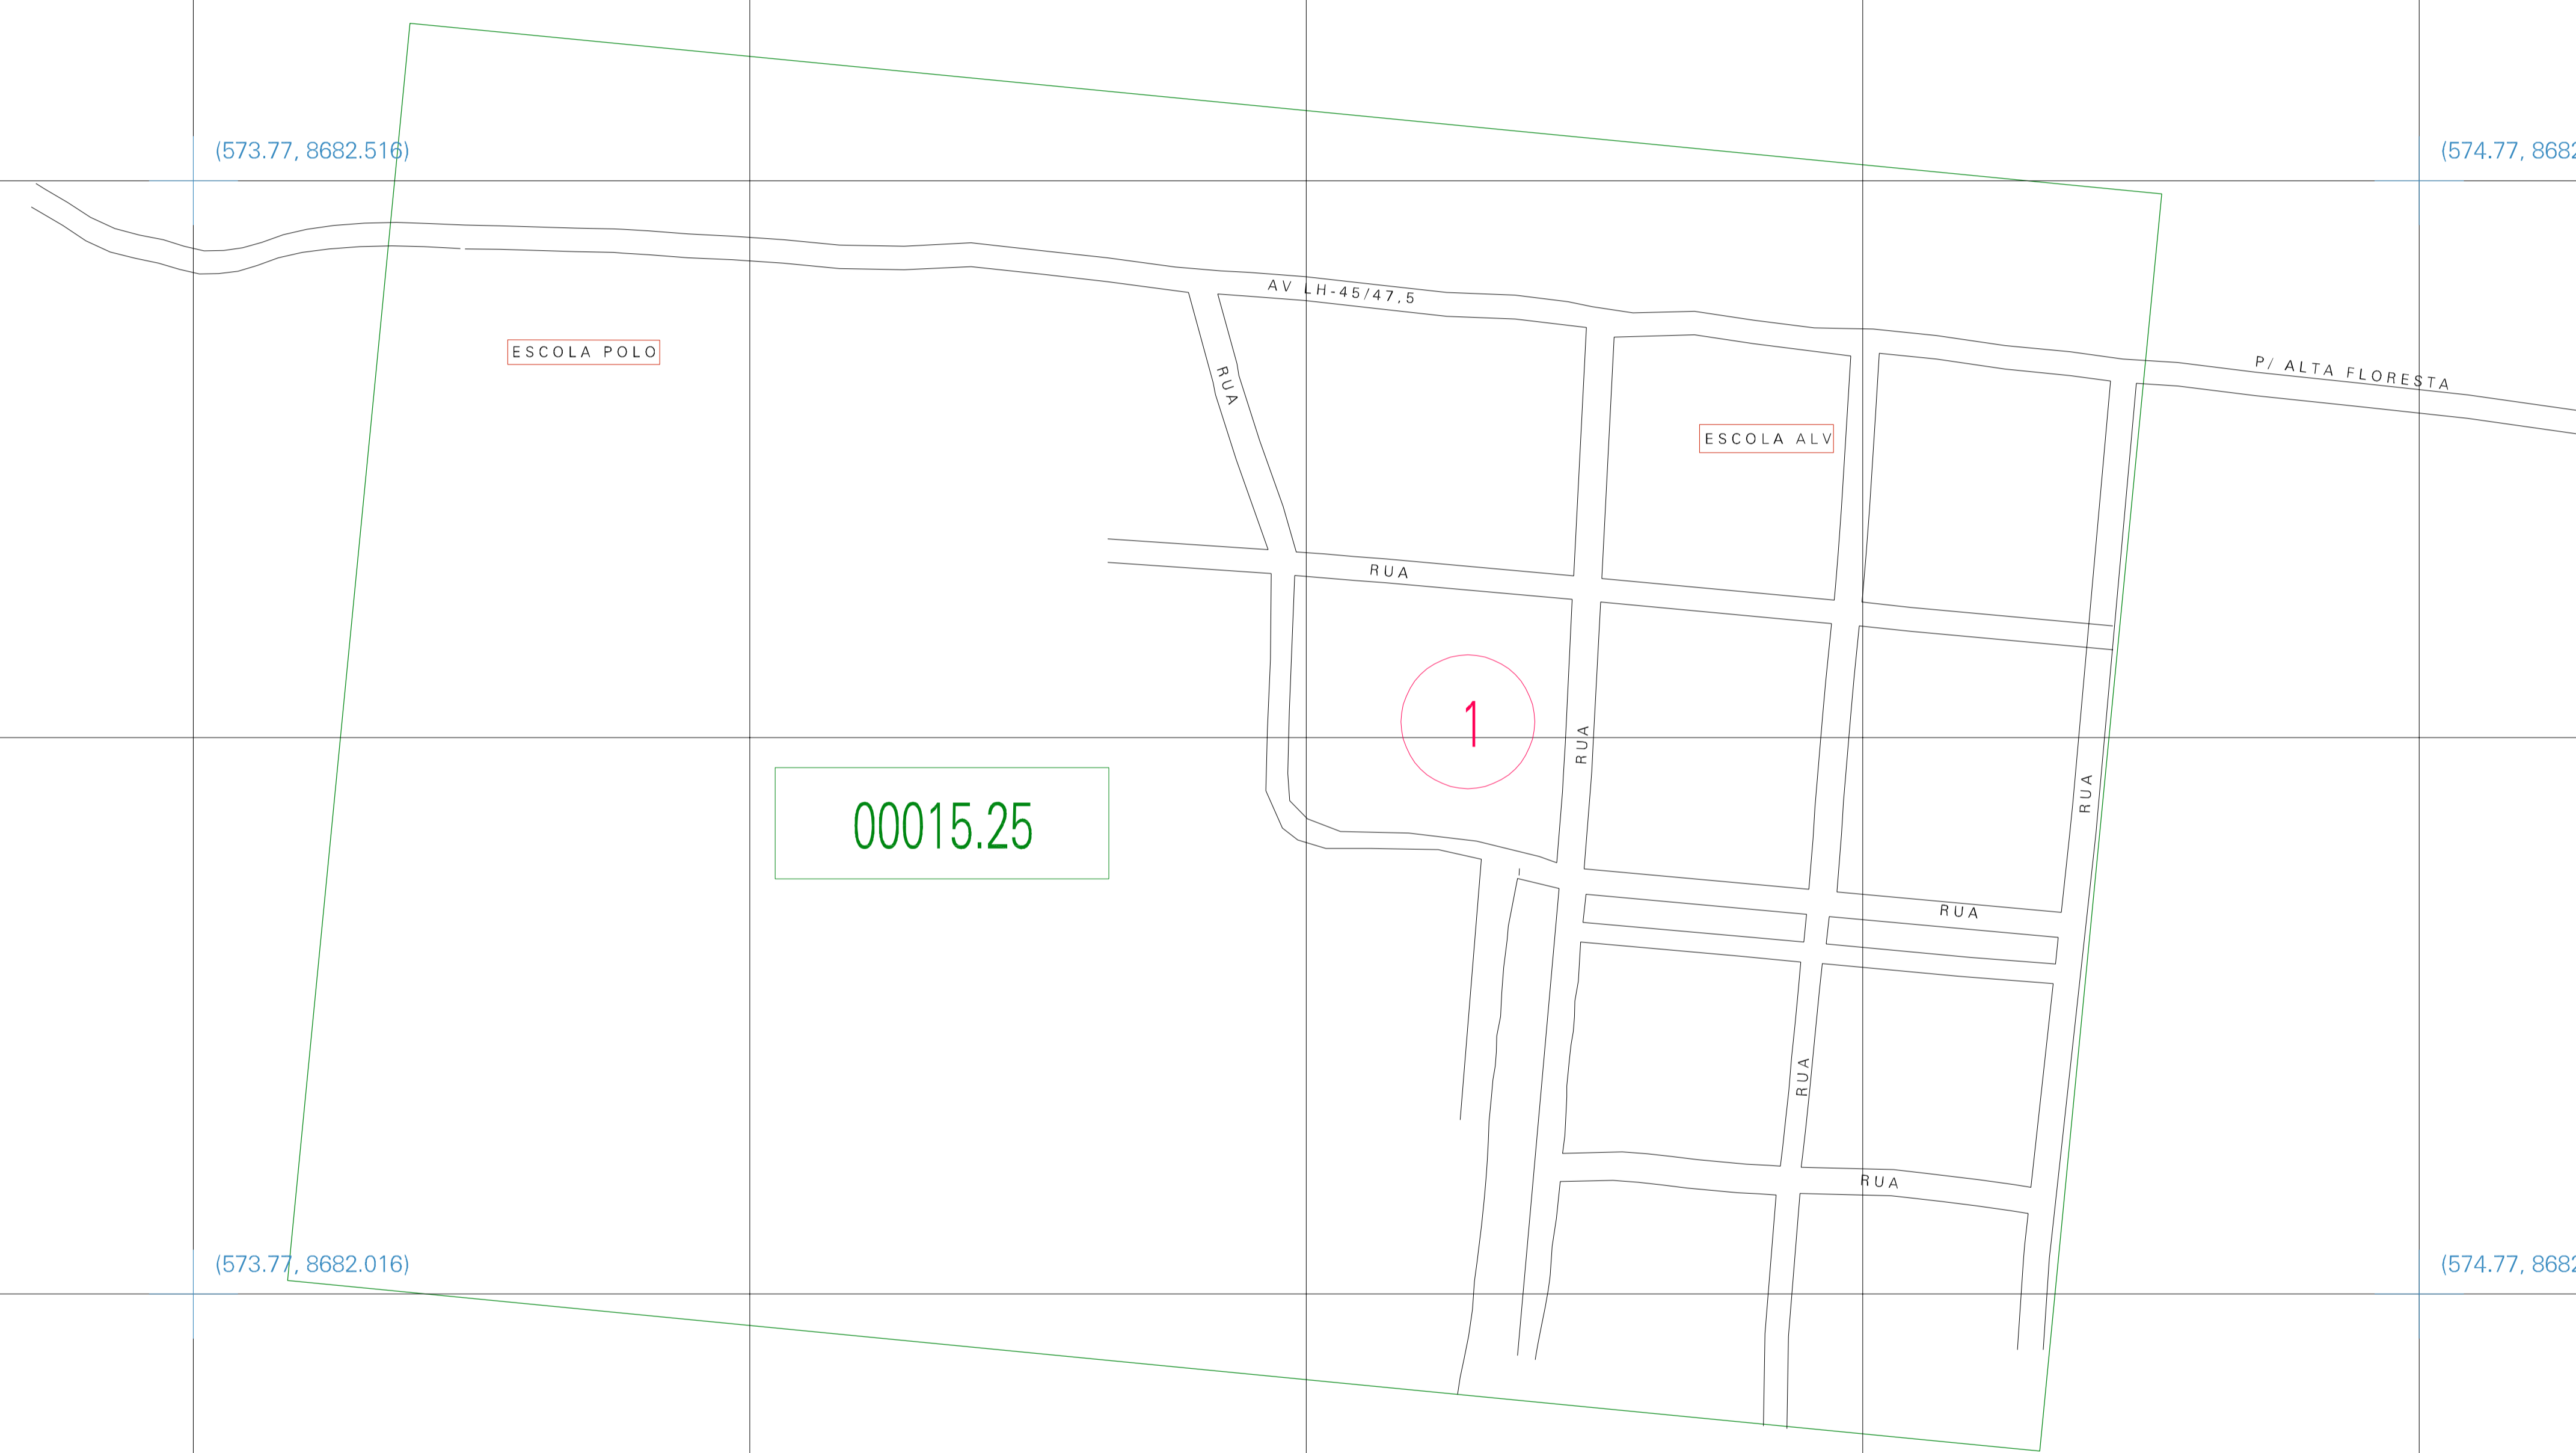 (573.77, 8682.516)
(574.77, 8682
AV LH-45/47,5
ESCOLA POLO
P/ ALTA FLORESTA
RUA
ESCOLA ALV
RUA
1
RUA
RUA
00015.25
RUA
RUA
RUA
(573.77, 8682.016)
(574.77, 8682